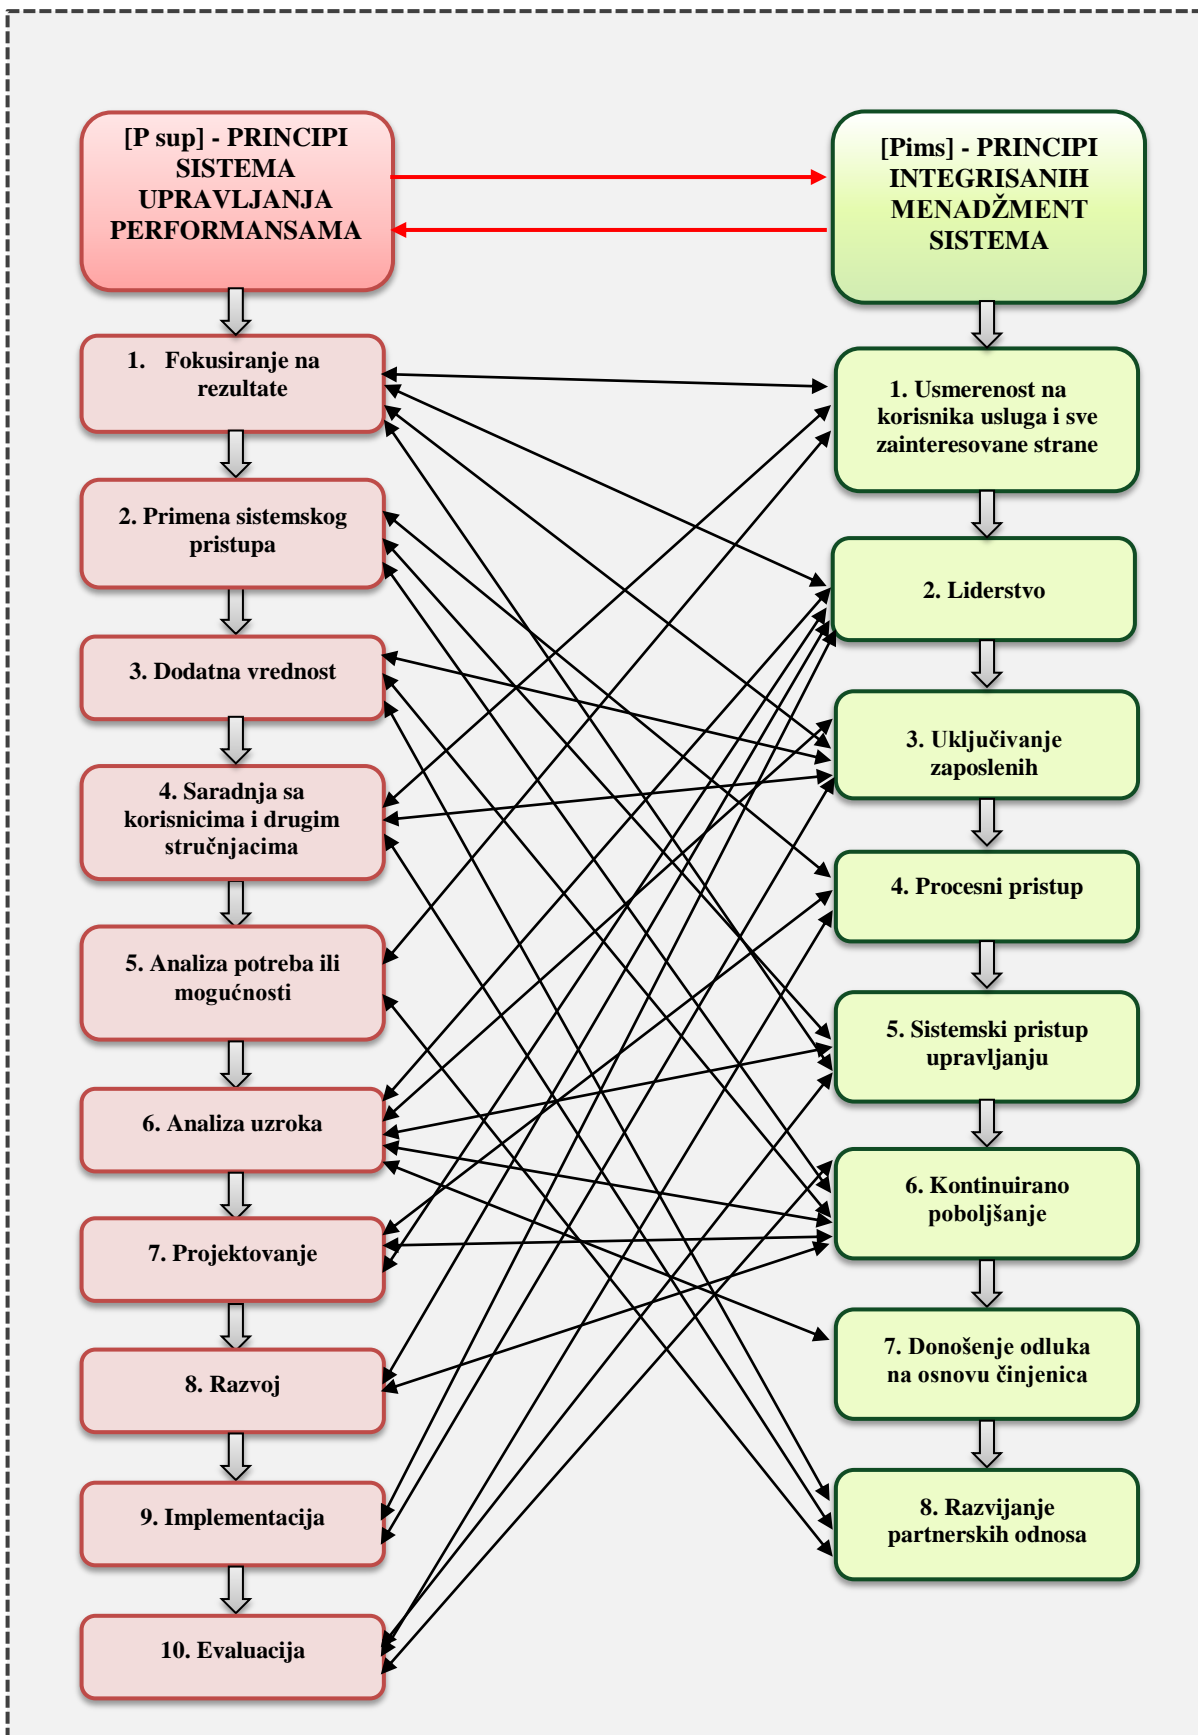 [P sup] - PRINCIPI
SISTEMA
UPRAVLJANJA
PERFORMANSAMA
1. Fokusiranje na
rezultate
2. Primena sistemskog
pristupa
3. Dodatna vrednost
4. Saradnja sa
korisnicima i drugim
stručnjacima
5. Analiza potreba ili
mogućnosti
6. Analiza uzroka
7. Projektovanje
8. Razvoj
9. Implementacija
10. Evaluacija
[Pims] - PRINCIPI
INTEGRISANIH
MENADŽMENT
SISTEMA
1. Usmerenost na
korisnika usluga i sve
zainteresovane strane
2. Liderstvo
3. Uključivanje
zaposlenih
4. Procesni pristup
5. Sistemski pristup
upravljanju
6. Kontinuirano
poboljšanje
7. Donošenje odluka
na osnovu činjenica
8. Razvijanje
partnerskih odnosa